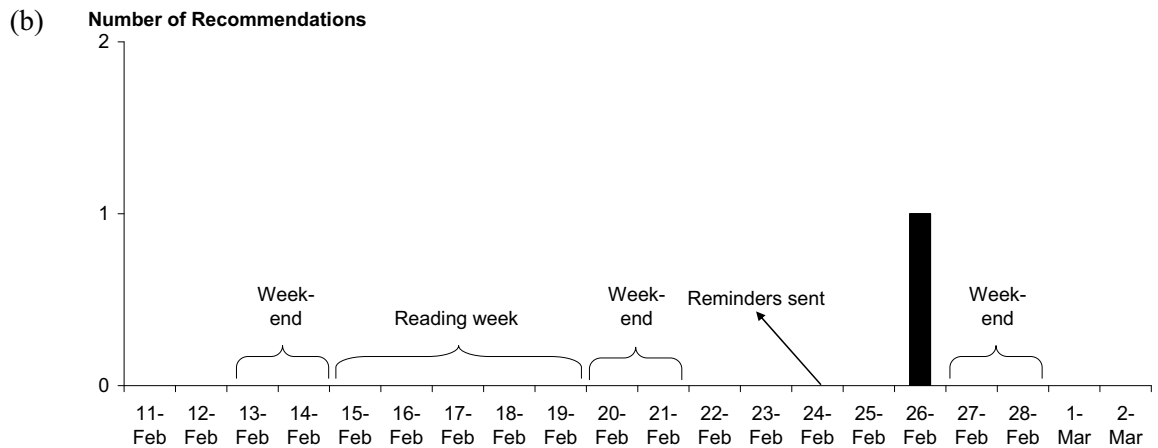 (b) Number of Recommendations
2
1
Week-
end
Reading week
Week-
end
Reminders sent
Week-
end
0
11- 12- 13- 14- 15- 16- 17- 18- 19- 20- 21- 22- 23- 24- 25- 26- 27- 28- 1- 2-
Feb Feb Feb Feb Feb Feb Feb Feb Feb Feb Feb Feb Feb Feb Feb Feb Feb Feb Mar Mar